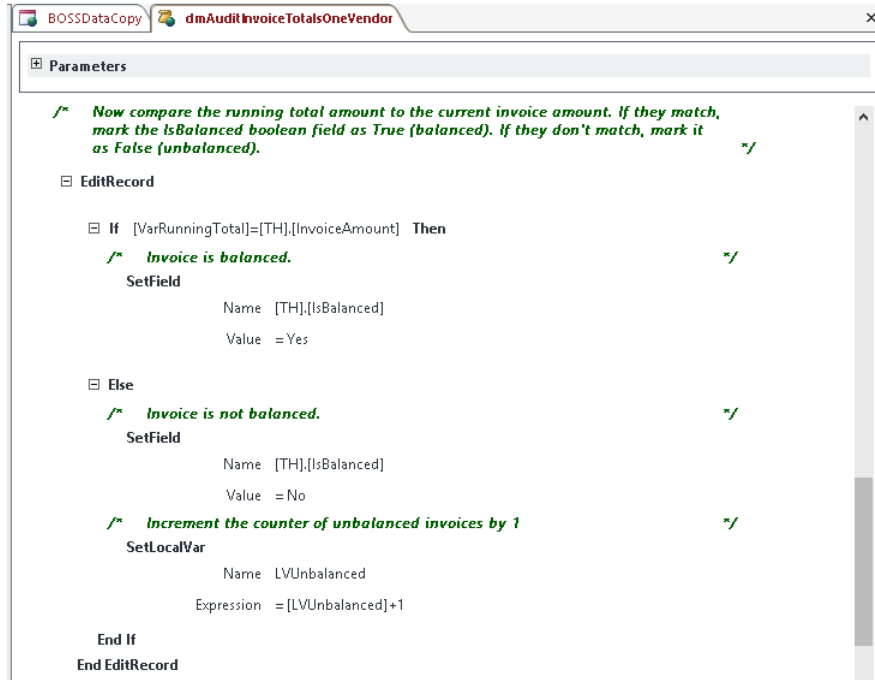 BOSSDataCopy dmAuditInvoiceTotalsOneVendor
Parameters
/* Now compare the running total amount to the current invoice amount. If they match,
mark the IsBalanced boolean field as True (balanced). If they don't match, mark it
as False (unbalanced). */
EditRecord
If [VarRunningTotal]=[TH].[InvoiceAmount] Then
/* Invoice is balanced. */
SetField
Name [TH].[IsBalanced]
Value = Yes
Else
/* Invoice is not balanced. */
SetField
Name [TH].[IsBalanced]
Value = No
/* Increment the counter of unbalanced invoices by 1 */
SetLocalVar
Name LVUnbalanced
Expression = [LVUnbalanced]+1
End If
End EditRecord